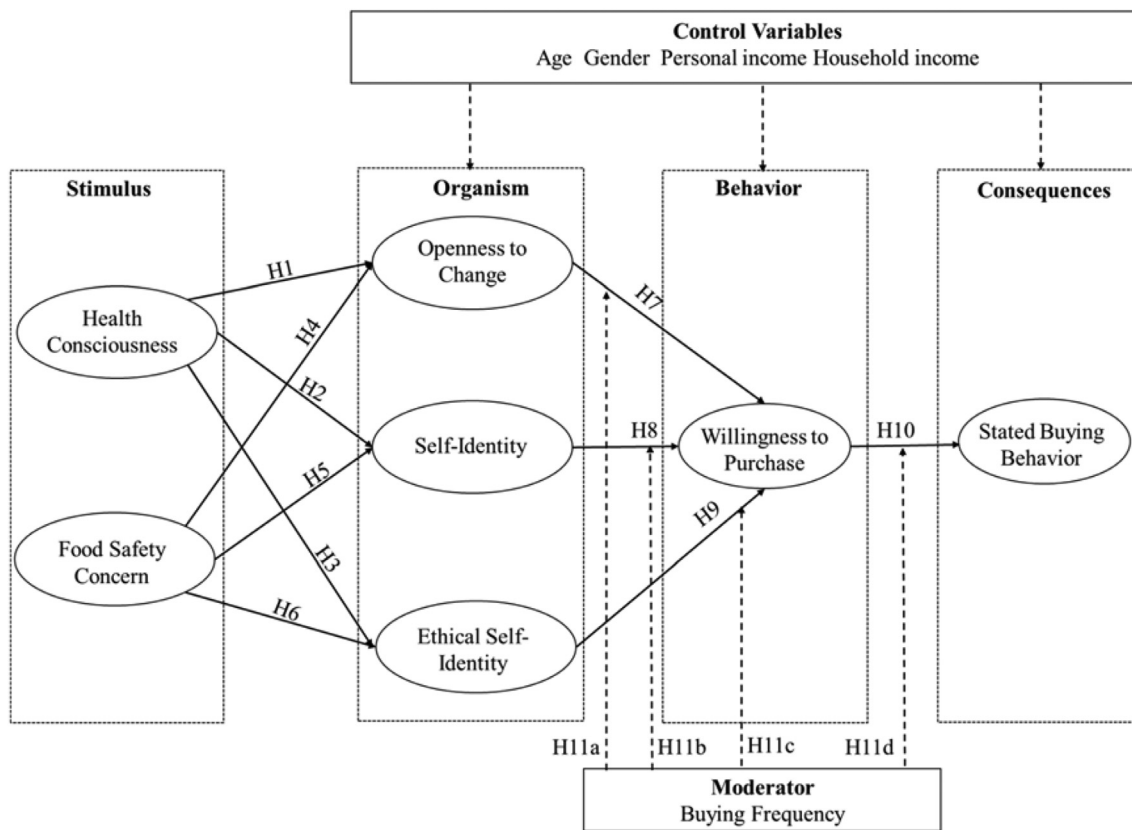 Control Variables
Age Gender Personal income Household income
Stimulus
Organism
Behavior
Consequences
Openness to
Change
Health
Consciousness
Self-Identity
Willingness to
Purchase
Stated Buying
Behavior
Food Safety
Concern
Ethical Self-
Identity
H1
H4
H2
H5
H3
H6
H7
H8
H9
H10
H11a
H11b
H11c
H11d
Moderator
Buying Frequency